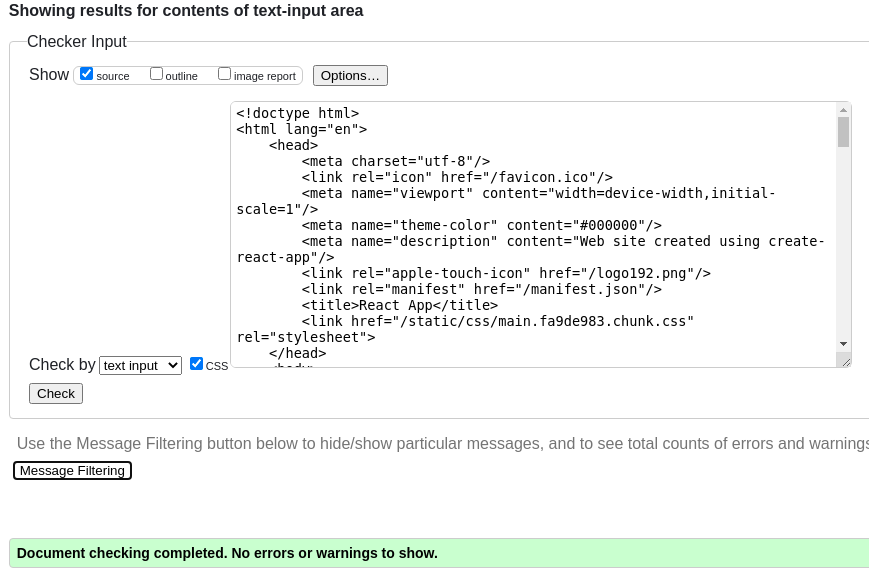 Showing results for contents of text-input area
Checker Input
Show source outline image report Options...
<!doctype html>
<html lang="en">
    <head>
        <meta charset="utf-8"/>
        <link rel="icon" href="/favicon.ico"/>
        <meta name="viewport" content="width=device-width,initial-
scale=1"/>
        <meta name="theme-color" content="#000000"/>
        <meta name="description" content="Web site created using create-
react-app"/>
        <link rel="apple-touch-icon" href="/logo192.png"/>
        <link rel="manifest" href="/manifest.json"/>
        <title>React App</title>
        <link href="/static/css/main.fa9de983.chunk.css"
rel="stylesheet">
    </head>
Check by text input CSS
Check
Use the Message Filtering button below to hide/show particular messages, and to see total counts of errors and warnings
Message Filtering
Document checking completed. No errors or warnings to show.